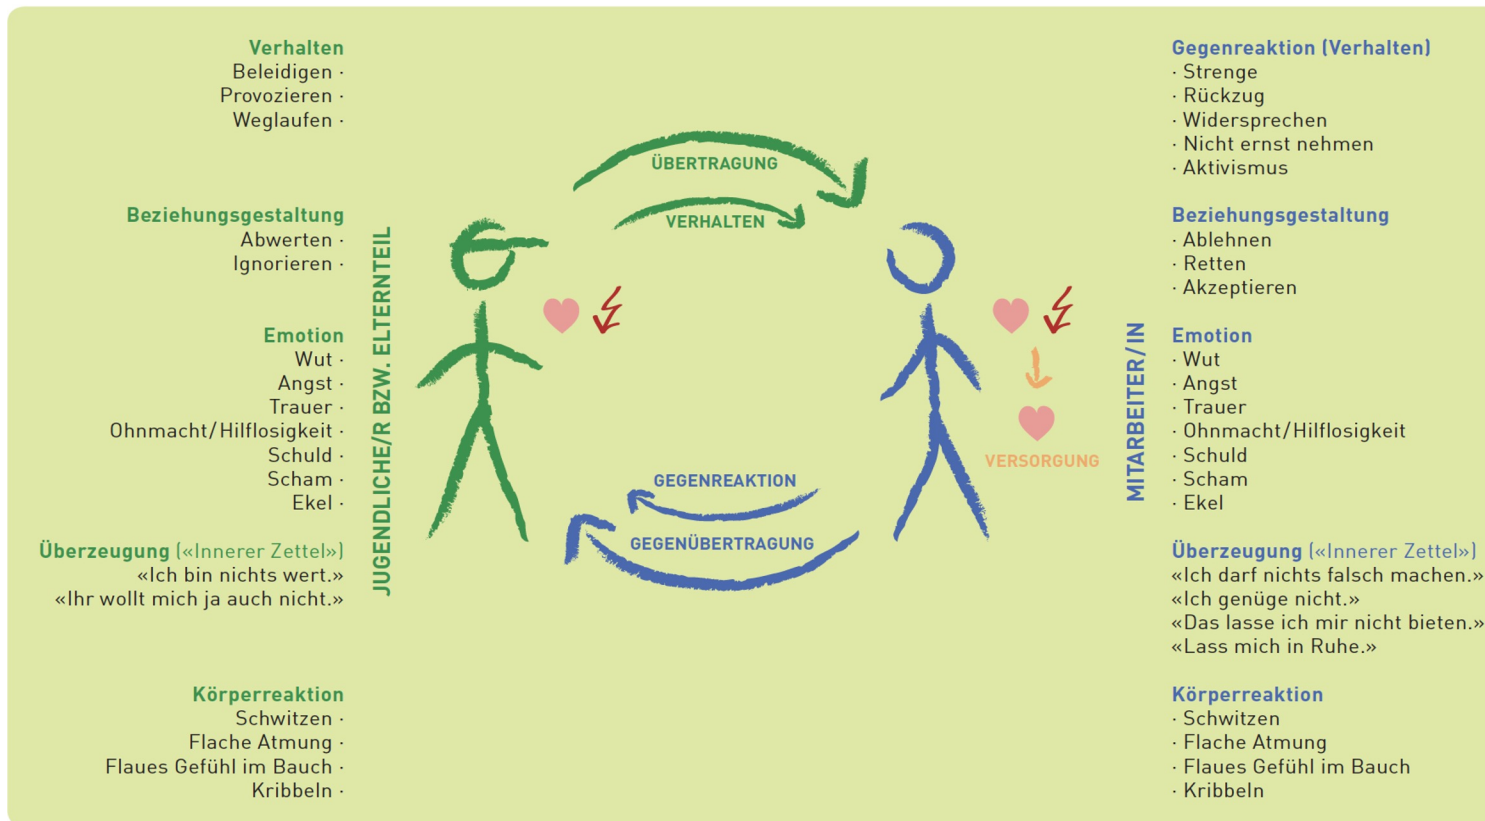 Verhalten
Beleidigen ·
Provozieren ·
Weglaufen ·
Beziehungsgestaltung
Abwerten ·
Ignorieren ·
Emotion
Wut ·
Angst ·
Trauer ·
Ohnmacht/Hilflosigkeit ·
Schuld ·
Scham ·
Ekel ·
Überzeugung («Innerer Zettel»)
«Ich bin nichts wert.»
«Ihr wollt mich ja auch nicht.»
Körperreaktion
Schwitzen ·
Flache Atmung ·
Flaues Gefühl im Bauch ·
Kribbeln ·
JUGENDLICHE/R BZW. ELTERNTEIL
ÜBERTRAGUNG
VERHALTEN
VERSORGUNG
GEGENREAKTION
GEGENÜBERTRAGUNG
MITARBEITER/IN
Gegenreaktion (Verhalten)
· Strenge
· Rückzug
· Widersprechen
· Nicht ernst nehmen
· Aktivismus
Beziehungsgestaltung
· Ablehnen
· Retten
· Akzeptieren
Emotion
· Wut
· Angst
· Trauer
· Ohnmacht/Hilflosigkeit
· Schuld
· Scham
· Ekel
Überzeugung («Innerer Zettel»)
«Ich darf nichts falsch machen.»
«Ich genüge nicht.»
«Das lasse ich mir nicht bieten.»
«Lass mich in Ruhe.»
Körperreaktion
· Schwitzen
· Flache Atmung
· Flaues Gefühl im Bauch
· Kribbeln